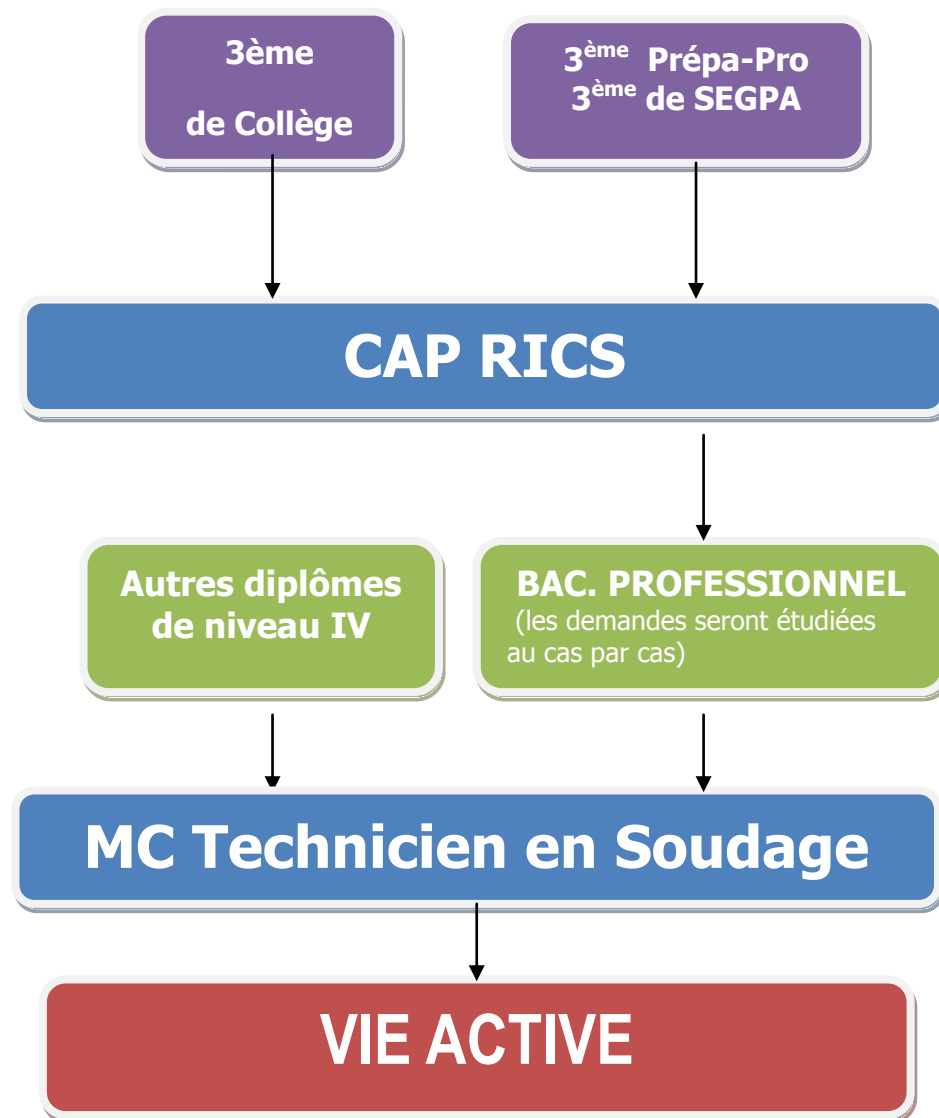 3ème
de Collège
3ème Prépa-Pro
3ème de SEGPA
CAP RICS
Autres diplômes
de niveau IV
BAC. PROFESSIONNEL
(les demandes seront étudiées
au cas par cas)
MC Technicien en Soudage
VIE ACTIVE